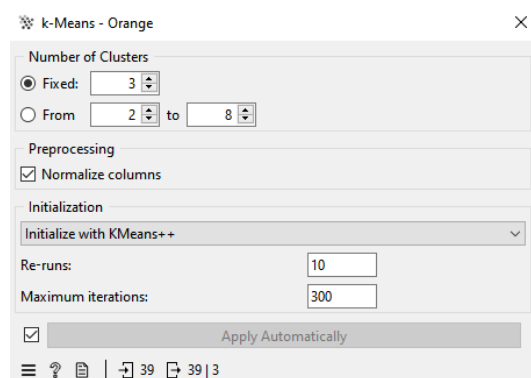 k-Means - Orange
Number of Clusters
Fixed: 3
From 2 to 8
Preprocessing
Normalize columns
Initialization
Initialize with KMeans++
Re-runs: 10
Maximum iterations: 300
Apply Automatically
? 39 39 | 3